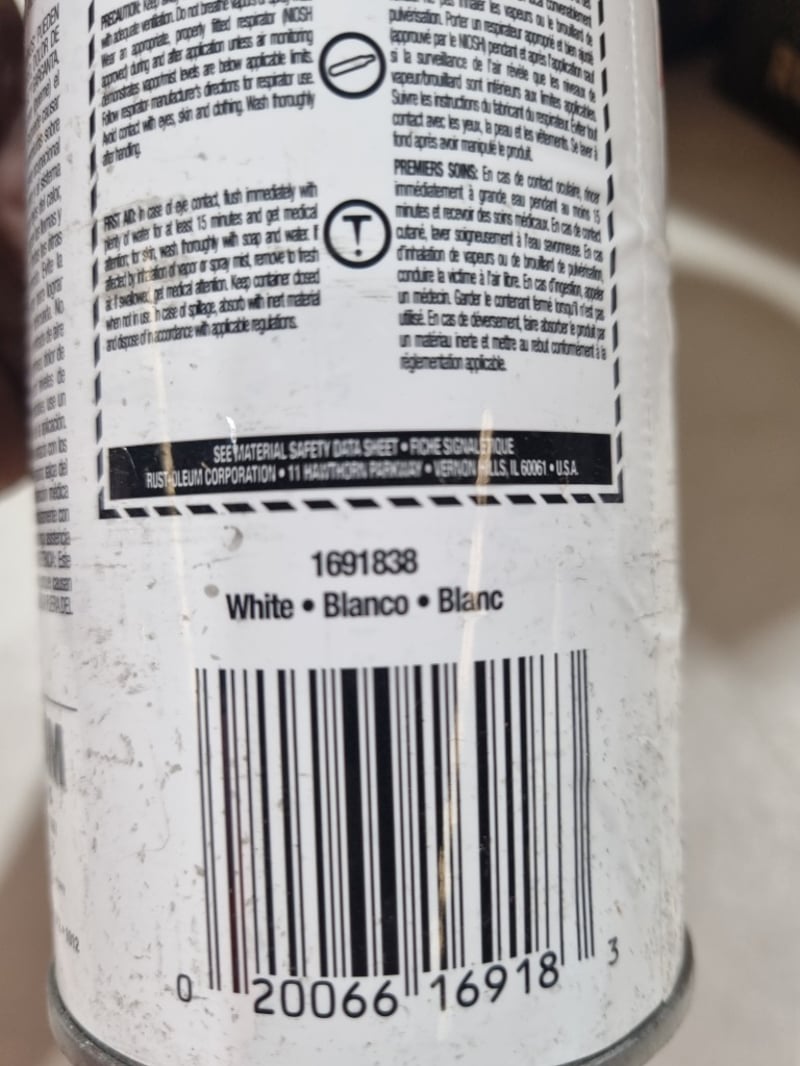 with adequate ventilation. Do not breathe
Wear an appropriate, properly fitted respirator (NIOSH
approved) during and after application unless air monitoring
demonstrates vapor/mist levels are below applicable limits.
Follow respirator manufacturer's directions for respirator use.
Avoid contact with eyes, skin and clothing. Wash thoroughly
after handling.
FIRST AID: In case of eye contact, flush immediately with
plenty of water for at least 15 minutes and get medical
attention; for skin, wash thoroughly with soap and water. If
affected by inhalation of vapor or spray mist, remove to fresh
air. If swallowed, get medical attention. Keep container closed
when not in use. In case of spillage, absorb with inert material
and dispose of in accordance with applicable regulations.
pulvérisation. Porter un respirateur approprié et bien ajusté
(approuvé par le NIOSH) pendant et après l'application sauf
si la surveillance de l'air révèle que les niveaux de
vapeur/brouillard sont inférieurs aux limites applicables.
Suivre les instructions du fabricant du respirateur. Éviter tout
contact avec les yeux, la peau et les vêtements. Se laver à
fond après avoir manipulé le produit.
PREMIERS SOINS: En cas de contact oculaire, rincer
immédiatement à grande eau pendant au moins 15
minutes et recevoir des soins médicaux. En cas de contact
cutané, laver soigneusement à l'eau savonneuse. En cas
d'inhalation de vapeurs ou de brouillard de pulvérisation,
conduire la victime à l'air libre. En cas d'ingestion, appeler
un médecin. Garder le contenant fermé lorsqu'il n'est pas
utilisé. En cas de déversement, faire absorber le produit par
un matériau inerte et mettre au rebut conformément à la
réglementation applicable.
SEE MATERIAL SAFETY DATA SHEET • FICHE SIGNALÉTIQUE
RUST-OLEUM CORPORATION • 11 HAWTHORN PARKWAY • VERNON HILLS, IL 60061 • U.S.A.
1691838
White • Blanco • Blanc
0 20066 16918 3